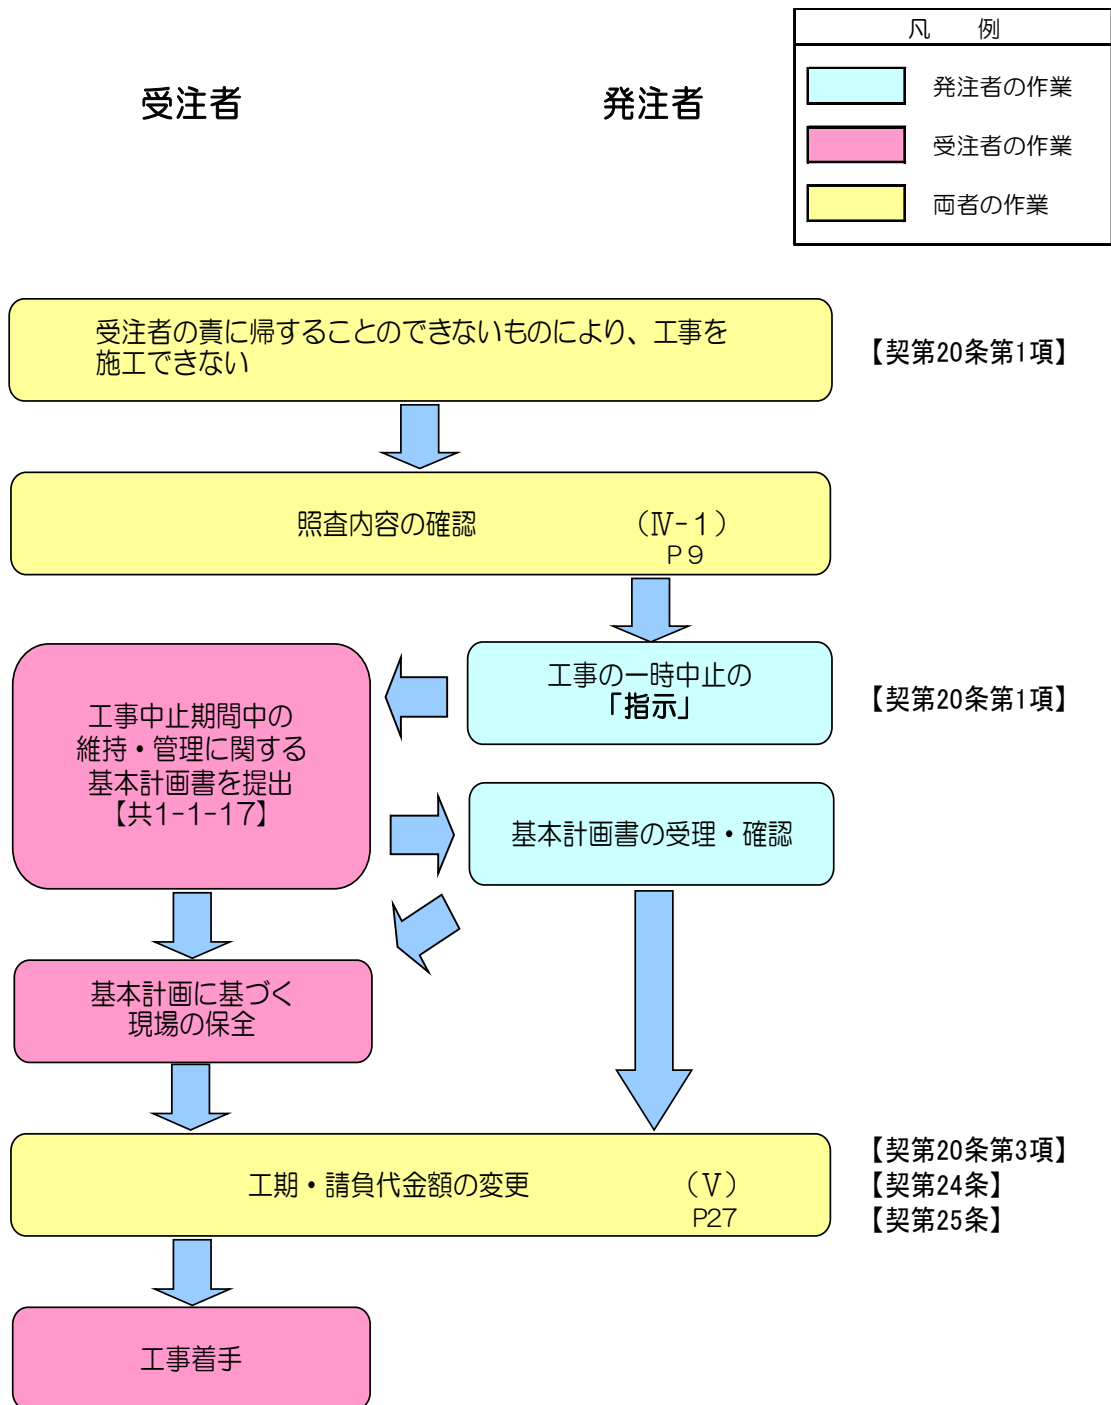 凡　例
発注者の作業
受注者の作業
両者の作業
受注者
発注者
受注者の責に帰することのできないものにより、工事を
施工できない
【契第20条第1項】
照査内容の確認
（Ⅳ-１）
Ｐ９
工事の一時中止の
「指示」
【契第20条第1項】
工事中止期間中の
維持・管理に関する
基本計画書を提出
【共1-1-17】
基本計画書の受理・確認
基本計画に基づく
現場の保全
工期・請負代金額の変更
（Ⅴ）
P27
【契第20条第3項】
【契第24条】
【契第25条】
工事着手